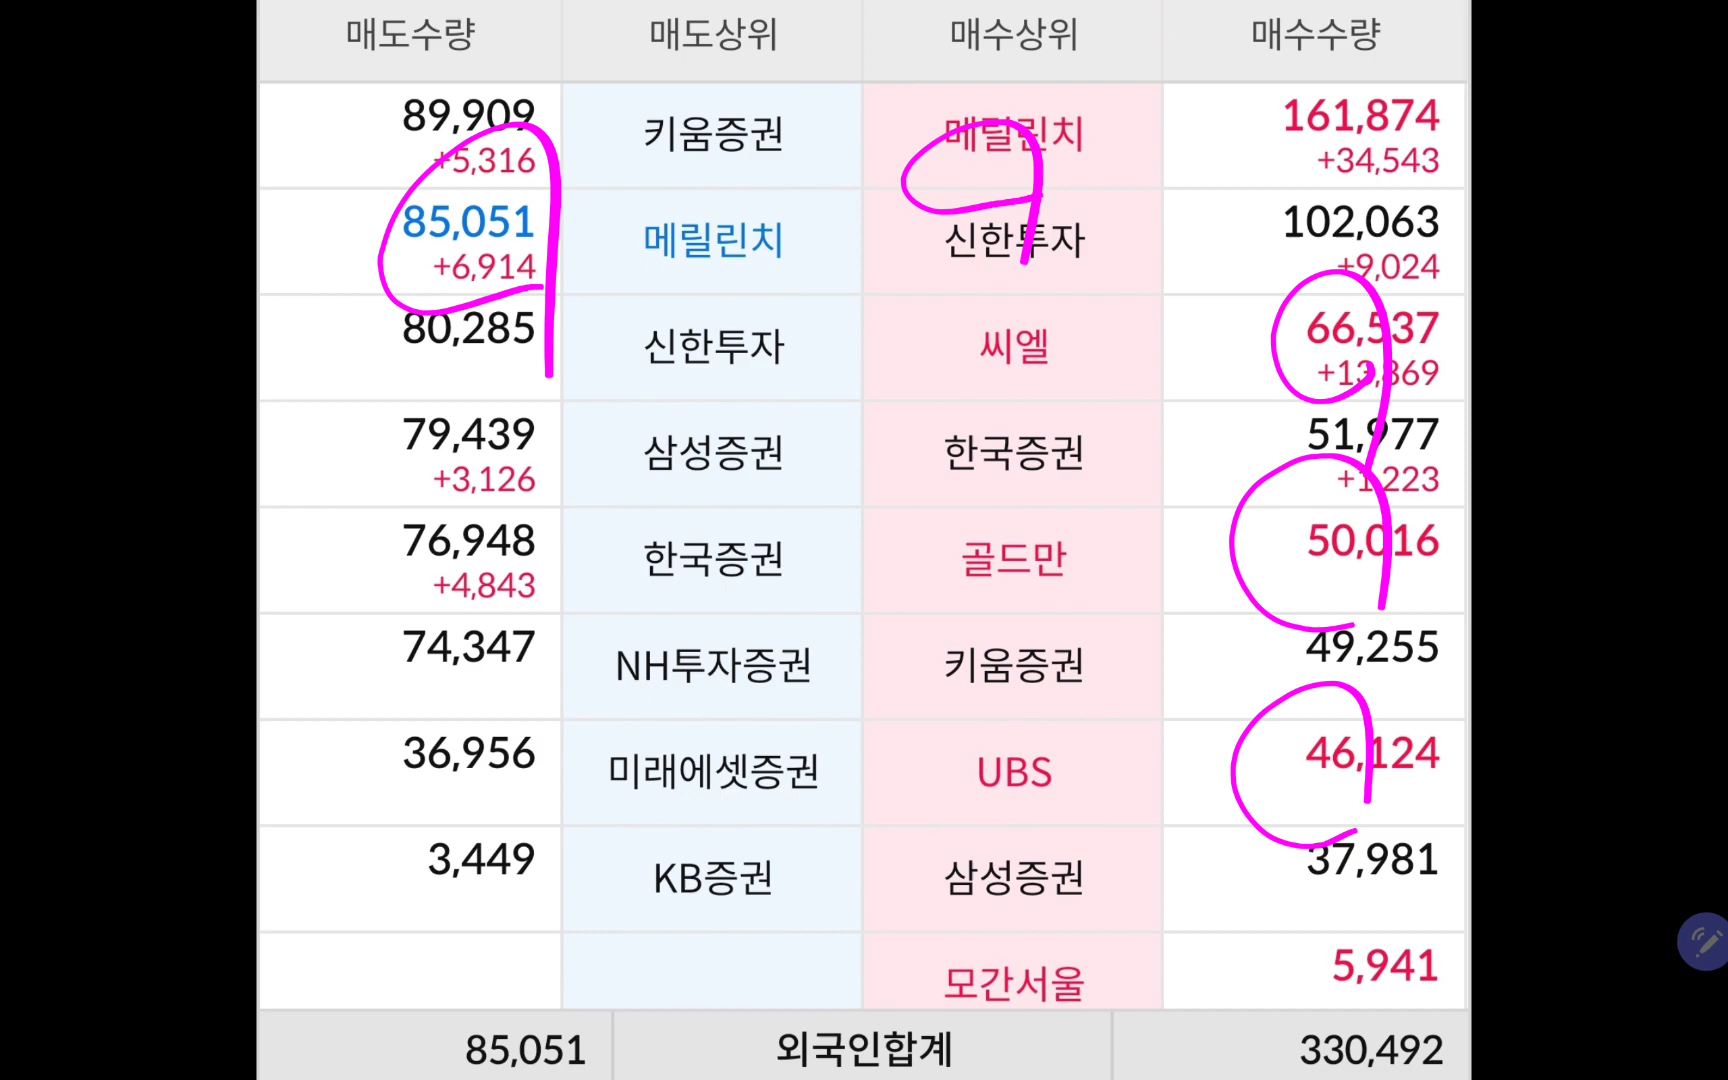 매도수량 매도상위 매수상위 매수수량
89,909 키움증권 메릴린치 161,874
+5,316 +34,543
85,051 메릴린치 신한투자 102,063
+6,914 +9,024
80,285 신한투자 씨엘 66,537
+13,869
79,439 삼성증권 한국증권 51,977
+3,126 +1,223
76,948 한국증권 골드만 50,016
+4,843
74,347 NH투자증권 키움증권 49,255
36,956 미래에셋증권 UBS 46,124
3,449 KB증권 삼성증권 37,981
모간서울 5,941
85,051 외국인합계 330,492